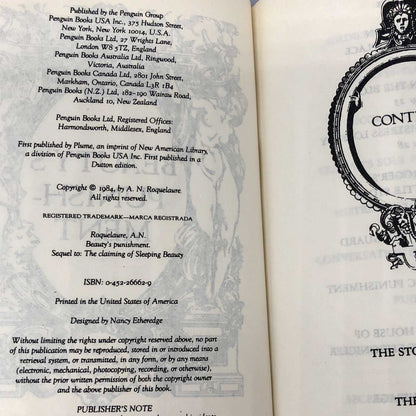 Published by the Penguin Group
Penguin Books USA Inc., 375 Hudson Street,
New York, New York 10014, U.S.A.
Penguin Books Ltd, 27 Wrights Lane,
London W8 5TZ, England
Penguin Books Australia Ltd, Ringwood,
Victoria, Australia
Penguin Books Canada Ltd, 2801 John Street,
Markham, Ontario, Canada L3R 1B4
Penguin Books (N.Z.) Ltd, 182–190 Wairau Road,
Auckland 10, New Zealand
Penguin Books Ltd, Registered Offices:
Harmondsworth, Middlesex, England
First published by Plume, an imprint of New American Library,
a division of Penguin Books USA Inc. First published in a
Dutton edition.
Copyright © 1984, by A. N. Roquelaure.
All rights reserved.
REGISTERED TRADEMARK—MARCA REGISTRADA
Roquelaure, A.N.
Beauty's punishment.
Sequel to: The claiming of Sleeping Beauty
ISBN: 0-452-26662-9
Printed in the United States of America
Designed by Nancy Etheredge
Without limiting the rights under copyright reserved above, no part
of this publication may be reproduced, stored in or introduced into a
retrieval system, or transmitted, in any form, or by any means
(electronic, mechanical, photocopying, recording, or otherwise),
without the prior written permission of both the copyright owner
and the above publisher of this book.
PUBLISHER'S NOTE
CONT
THE STO
TH